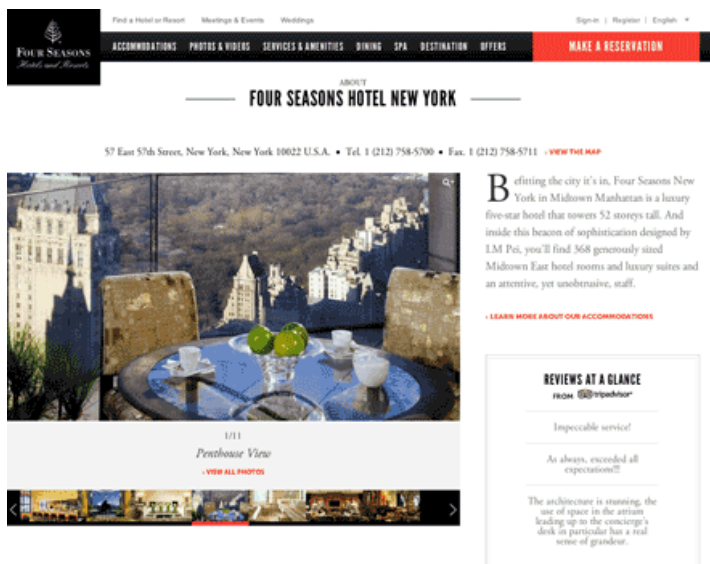 Find a Hotel or Resort Meetings & Events Weddings
Sign-in | Register | English
FOUR SEASONS
Hotels and Resorts
ACCOMMODATIONS PHOTOS & VIDEOS SERVICES & AMENITIES DINING SPA DESTINATION OFFERS
MAKE A RESERVATION
ABOUT
FOUR SEASONS HOTEL NEW YORK
57 East 57th Street, New York, New York 10022 U.S.A. • Tel. 1 (212) 758-5700 • Fax. 1 (212) 758-5711 › VIEW THE MAP
Befitting the city it's in, Four Seasons New
York in Midtown Manhattan is a luxury
five-star hotel that towers 52 storeys tall. And
inside this beacon of sophistication designed by
I.M Pei, you'll find 368 generously sized
Midtown East hotel rooms and luxury suites and
an attentive, yet unobtrusive, staff.
› LEARN MORE ABOUT OUR ACCOMMODATIONS
1/11
Penthouse View
› VIEW ALL PHOTOS
REVIEWS AT A GLANCE
FROM tripadvisor®
Impeccable service!
As always, exceeded all
expectations!!!
The architecture is stunning, the
use of space in the atrium
leading up to the concierge's
desk in particular has a real
sense of grandeur.